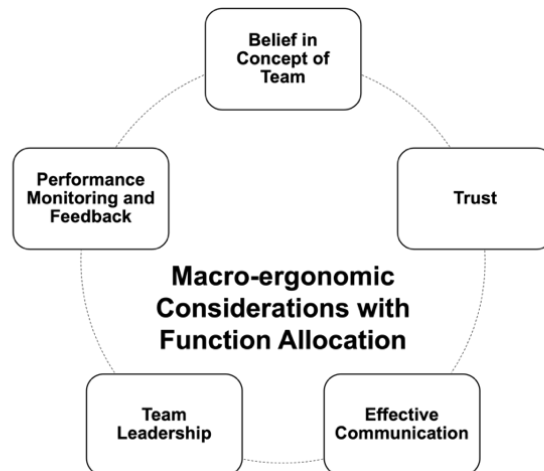 Belief in
Concept of
Team
Performance
Monitoring and
Feedback
Trust
Macro-ergonomic
Considerations with
Function Allocation
Team
Leadership
Effective
Communication